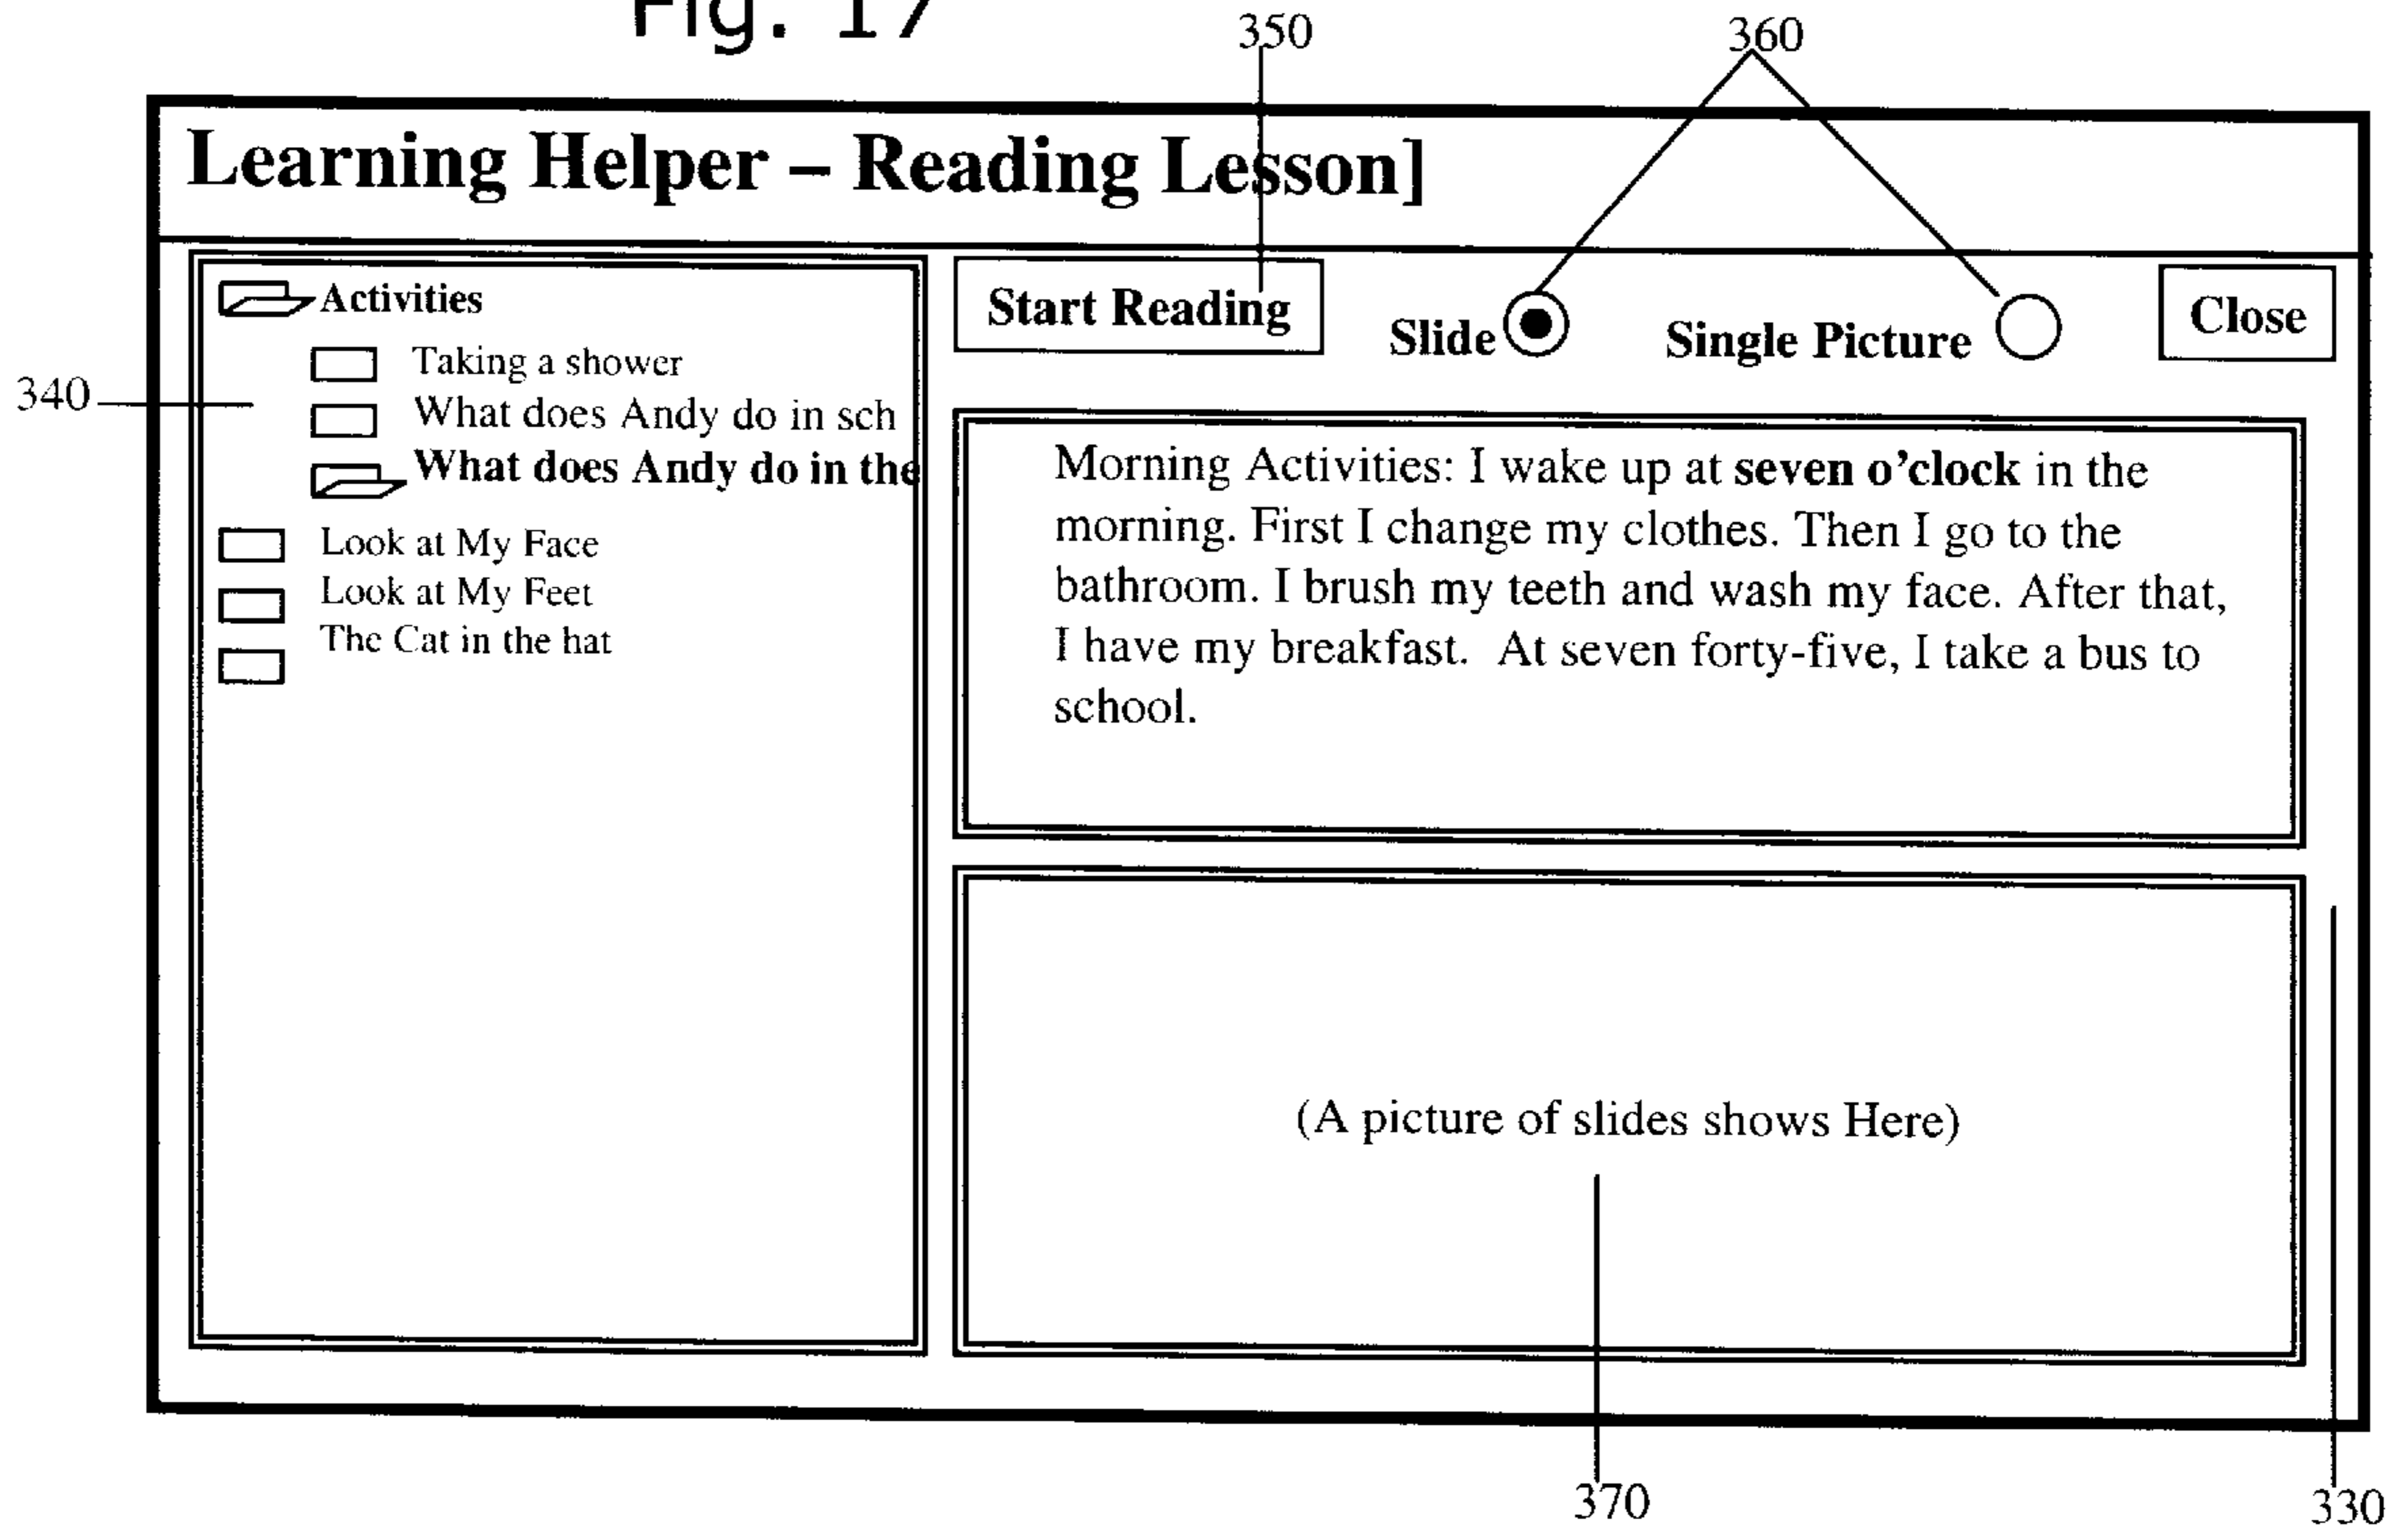 Fig. 17
350
360
Learning Helper – Reading Lesson]
Activities
Taking a shower
What does Andy do in sch
What does Andy do in the
Look at My Face
Look at My Feet
The Cat in the hat
340
Start Reading
Slide
Single Picture
Close
Morning Activities: I wake up at seven o’clock in the
morning. First I change my clothes. Then I go to the
bathroom. I brush my teeth and wash my face. After that,
I have my breakfast. At seven forty-five, I take a bus to
school.
(A picture of slides shows Here)
370
330